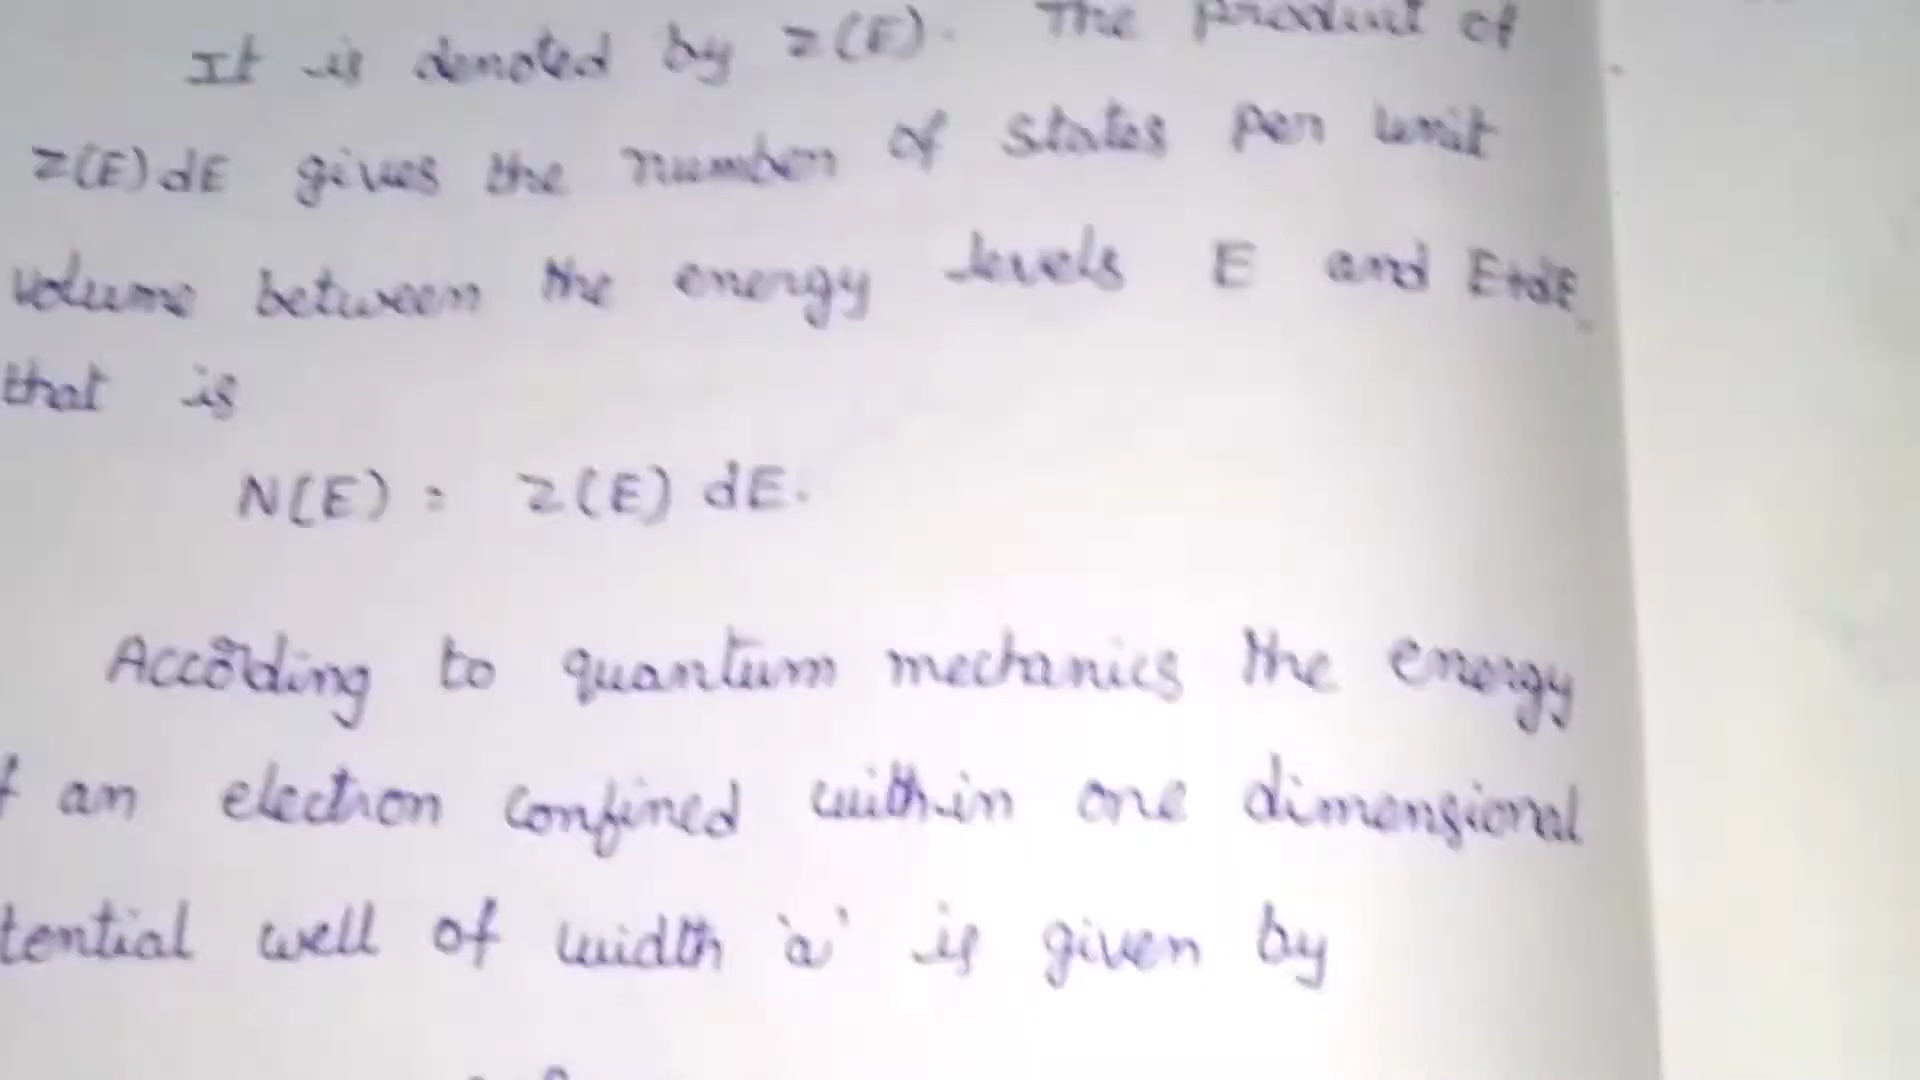 It is denoted by Z(E). The product of
Z(E) dE gives the number of states per unit
volume between the energy levels E and E+dE
that is
N(E) = Z(E) dE.
According to quantum mechanics the energy
f an electron confined within one dimensional
tential well of width 'a' is given by